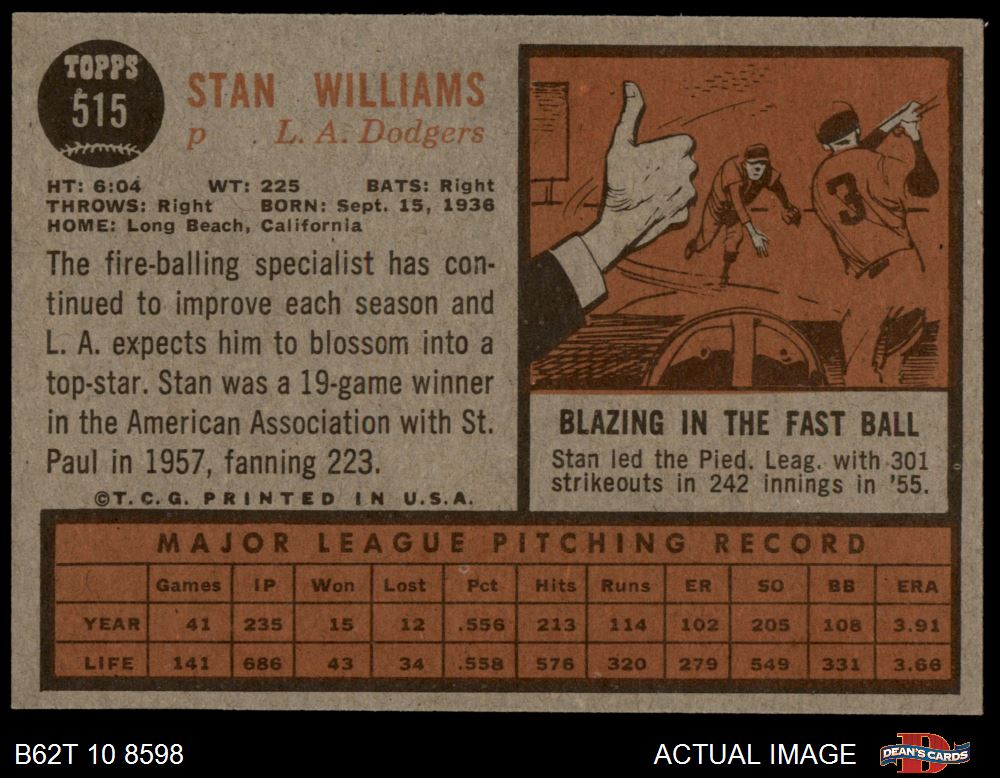 TOPPS
515
STAN WILLIAMS
p L. A. Dodgers
HT: 6:04 WT: 225 BATS: Right
THROWS: Right BORN: Sept. 15, 1936
HOME: Long Beach, California
The fire-balling specialist has con-
tinued to improve each season and
L. A. expects him to blossom into a
top-star. Stan was a 19-game winner
in the American Association with St.
Paul in 1957, fanning 223.
©T.C.G. PRINTED IN U.S.A.
3
BLAZING IN THE FAST BALL
Stan led the Pied. Leag. with 301
strikeouts in 242 innings in '55.
MAJOR LEAGUE PITCHING RECORD
Games IP Won Lost Pct Hits Runs ER SO BB ERA
YEAR 41 235 15 12 .556 213 114 102 205 108 3.91
LIFE 141 686 43 34 .558 576 320 279 549 331 3.66
B62T 10 8598 ACTUAL IMAGE DEAN'S CARDS